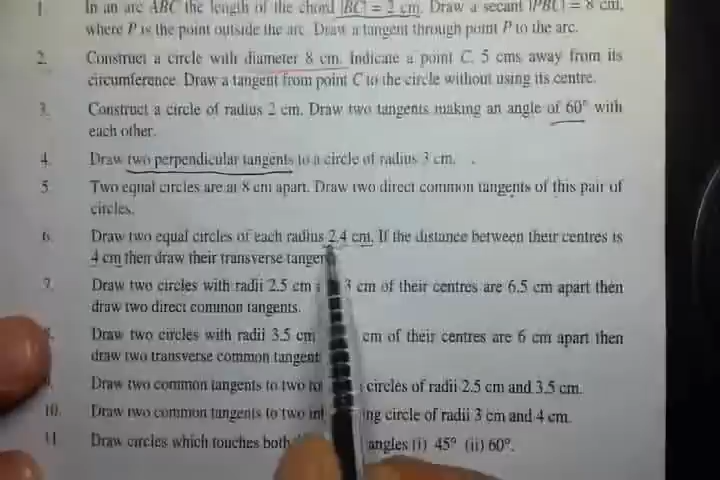 1. In an arc ABC the length of the chord |BC| = 2 cm. Draw a secant |PBC| = 8 cm,
where P is the point outside the arc. Draw a tangent through point P to the arc.
2. Construct a circle with diameter 8 cm. Indicate a point C, 5 cms away from its
circumference. Draw a tangent from point C to the circle without using its centre.
3. Construct a circle of radius 2 cm. Draw two tangents making an angle of 60° with
each other.
4. Draw two perpendicular tangents to a circle of radius 3 cm.
5. Two equal circles are at 8 cm apart. Draw two direct common tangents of this pair of
circles.
6. Draw two equal circles of each radius 2.4 cm. If the distance between their centres is
4 cm then draw their transverse
7. Draw two circles with radii 2.5 cm 3 cm of their centres are 6.5 cm apart then
draw two direct common tangents.
8. Draw two circles with radii 3.5 cm cm of their centres are 6 cm apart then
draw two transverse common
9. Draw two common tangents to two circles of radii 2.5 cm and 3.5 cm.
10. Draw two common tangents to two circle of radii 3 cm and 4 cm.
11. Draw circles which touches both angles (i) 45° (ii) 60°.